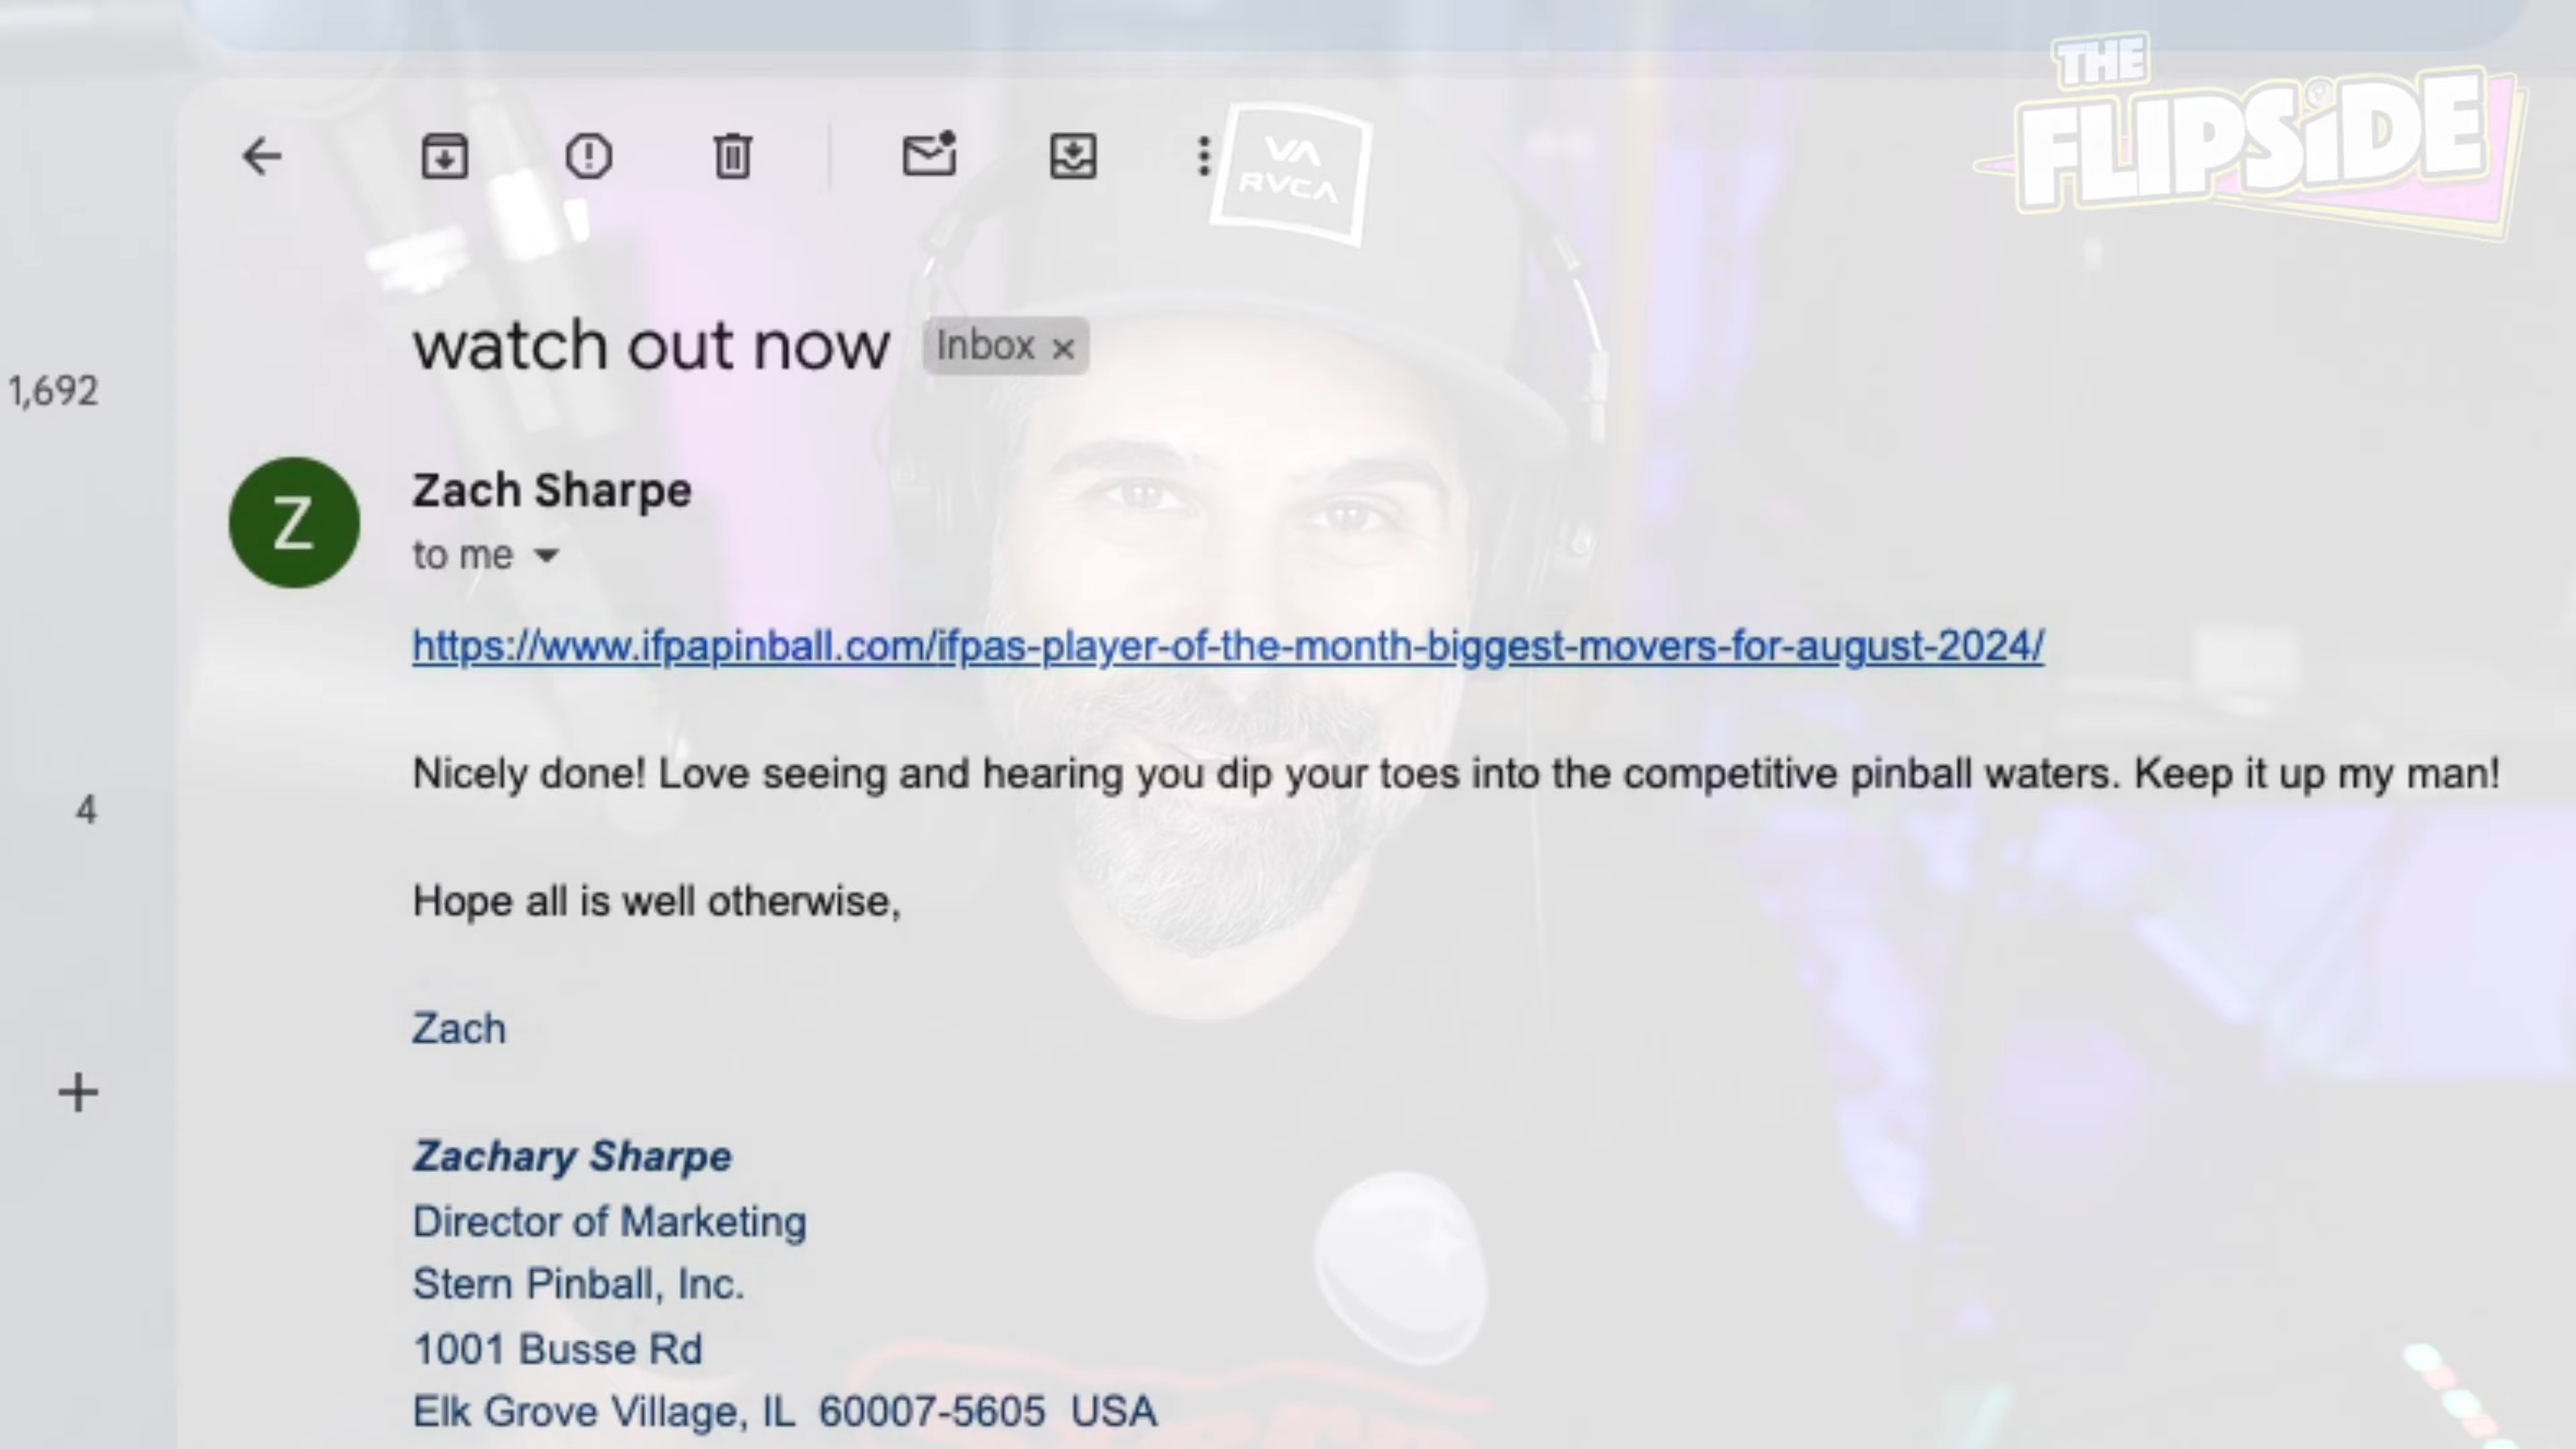 THE
FLIPSiDE
VA
RVCA
watch out now Inbox ×
1,692
Z
Zach Sharpe
to me
https://www.ifpapinball.com/ifpas-player-of-the-month-biggest-movers-for-august-2024/
Nicely done! Love seeing and hearing you dip your toes into the competitive pinball waters. Keep it up my man!
4
Hope all is well otherwise,
Zach
Zachary Sharpe
Director of Marketing
Stern Pinball, Inc.
1001 Busse Rd
Elk Grove Village, IL 60007-5605 USA